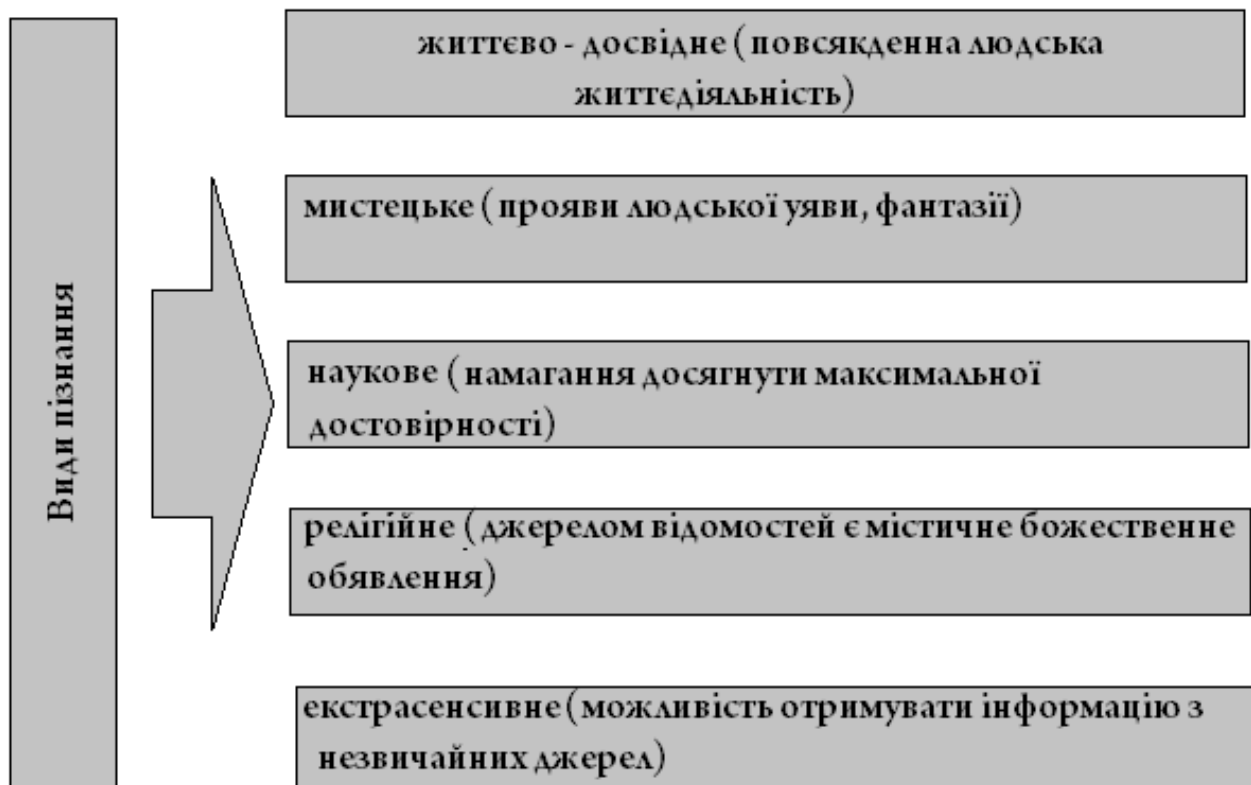 Види пізнання
життєво - досвідне ( повсякденна людська
життєдіяльність)
мистецьке ( прояви людської уяви, фантазії)
наукове ( намагання досягнути максимальної
достовірності)
релігійне ( джерелом відомостей є містичне божественне
обявлення)
екстрасенсивне ( можливість отримувати інформацію з
незвичайних джерел)